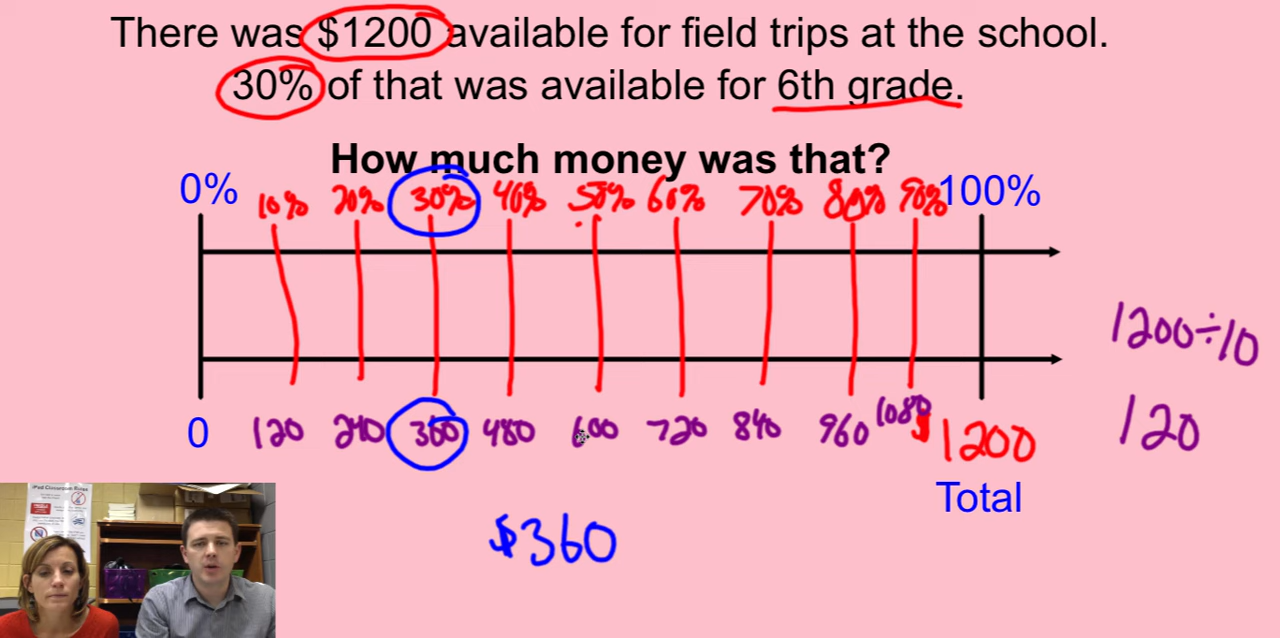 There was $1200 available for field trips at the school.
30% of that was available for 6th grade.
How much money was that?
0% 10% 20% 30% 40% 50% 60% 70% 80% 90% 100%
1200÷10
0 120 240 360 480 600 720 840 960 1080 $1200
120
Total
$360